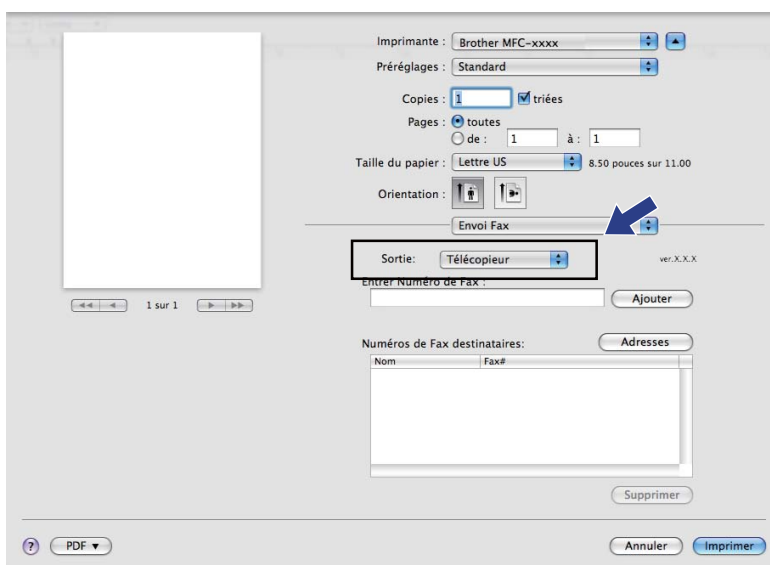 Imprimante : Brother MFC-xxxx
Préréglages : Standard
Copies : 1 triées
Pages : toutes
de : 1 à : 1
Taille du papier : Lettre US 8.50 pouces sur 11.00
Orientation :
Envoi Fax
Sortie: Télécopieur ver.X.X.X
Entrer Numéro de Fax :
Ajouter
1 sur 1
Numéros de Fax destinataires: Adresses
Nom Fax#
Supprimer
? PDF Annuler Imprimer